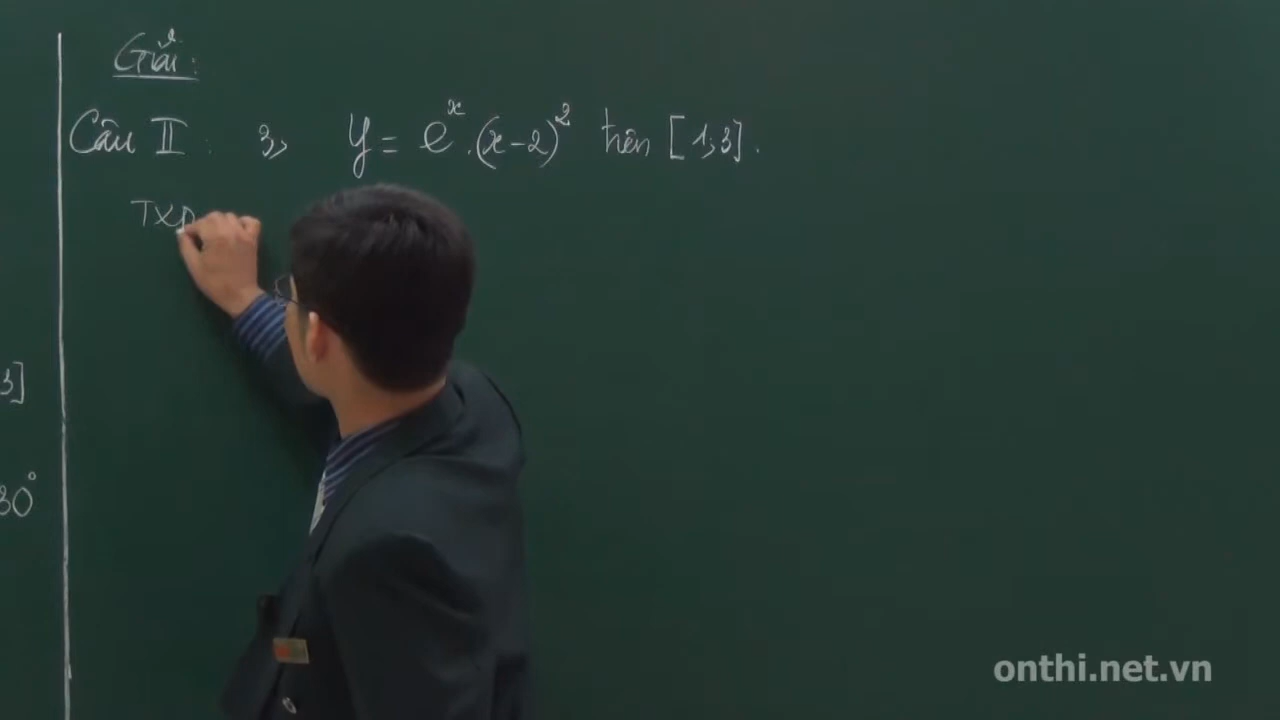 Giải:
Câu II: 3, y = e^x.(x-2)^2 trên [1;3].
TXĐ
3]
30°
onthi.net.vn